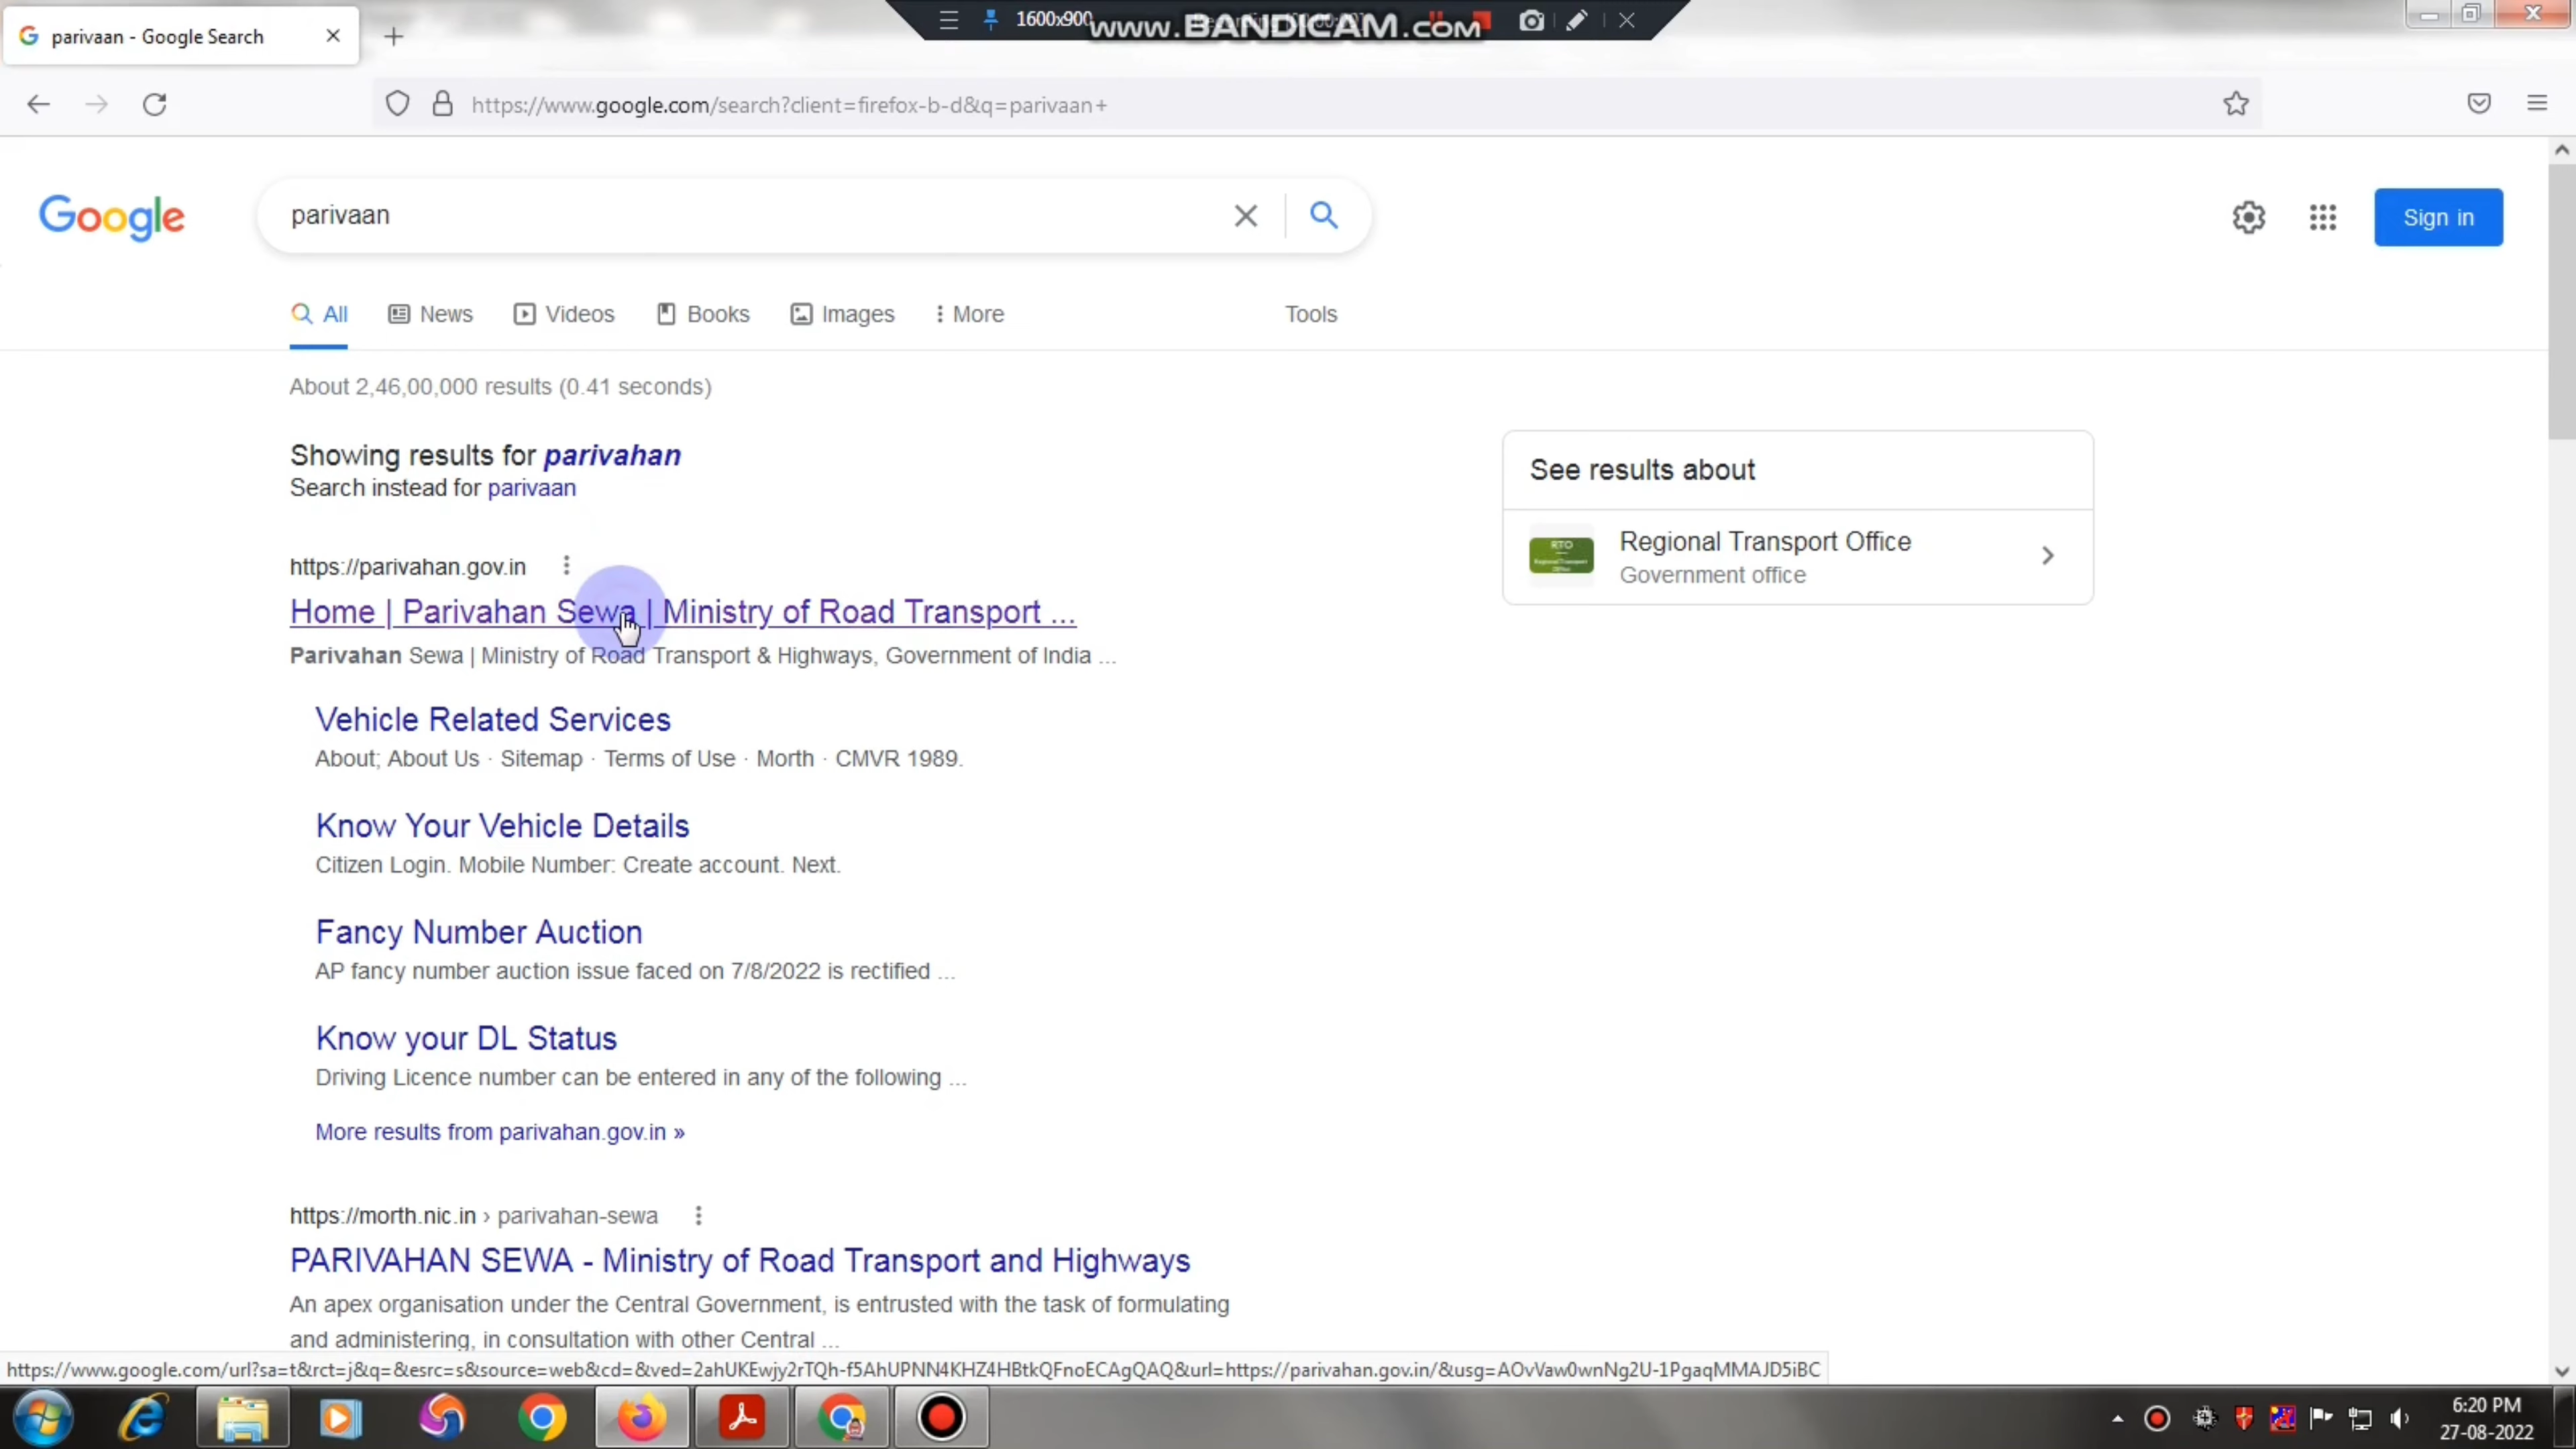 parivaan - Google Search
1600x900
www.BANDICAM.com
https://www.google.com/search?client=firefox-b-d&q=parivaan+
Google
parivaan
Sign in
All News Videos Books Images More Tools
About 2,46,00,000 results (0.41 seconds)
Showing results for parivahan
Search instead for parivaan
https://parivahan.gov.in
Home | Parivahan Sewa | Ministry of Road Transport ...
Parivahan Sewa | Ministry of Road Transport & Highways, Government of India ...
Vehicle Related Services
About; About Us · Sitemap · Terms of Use · Morth · CMVR 1989.
Know Your Vehicle Details
Citizen Login. Mobile Number: Create account. Next.
Fancy Number Auction
AP fancy number auction issue faced on 7/8/2022 is rectified ...
Know your DL Status
Driving Licence number can be entered in any of the following ...
More results from parivahan.gov.in »
https://morth.nic.in › parivahan-sewa
PARIVAHAN SEWA - Ministry of Road Transport and Highways
An apex organisation under the Central Government, is entrusted with the task of formulating
and administering, in consultation with other Central ...
See results about
RTO
Regional Transport Office
Government office
https://www.google.com/url?sa=t&rct=j&q=&esrc=s&source=web&cd=&ved=2ahUKEwjy2rTQh-f5AhUPNN4KHZ4HBtkQFnoECAgQAQ&url=https://parivahan.gov.in/&usg=AOvVaw0wnNg2U-1PgaqMMAJD5iBC
6:20 PM
27-08-2022